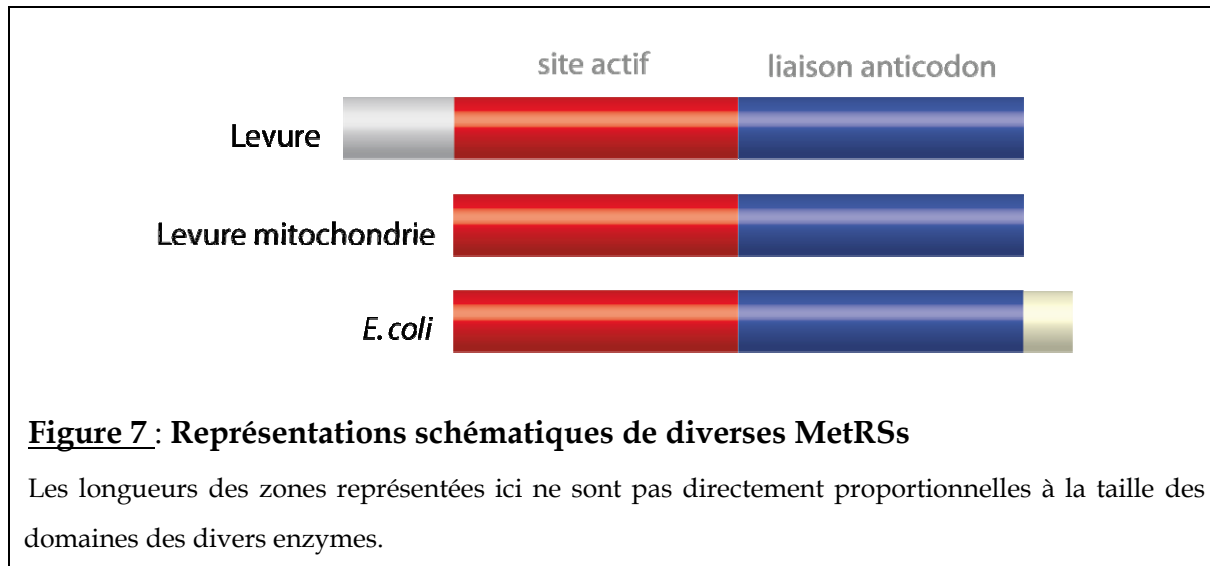 site actif liaison anticodon
Levure
Levure mitochondrie
E. coli
Figure 7 : Représentations schématiques de diverses MetRSs
Les longueurs des zones représentées ici ne sont pas directement proportionnelles à la taille des
domaines des divers enzymes.